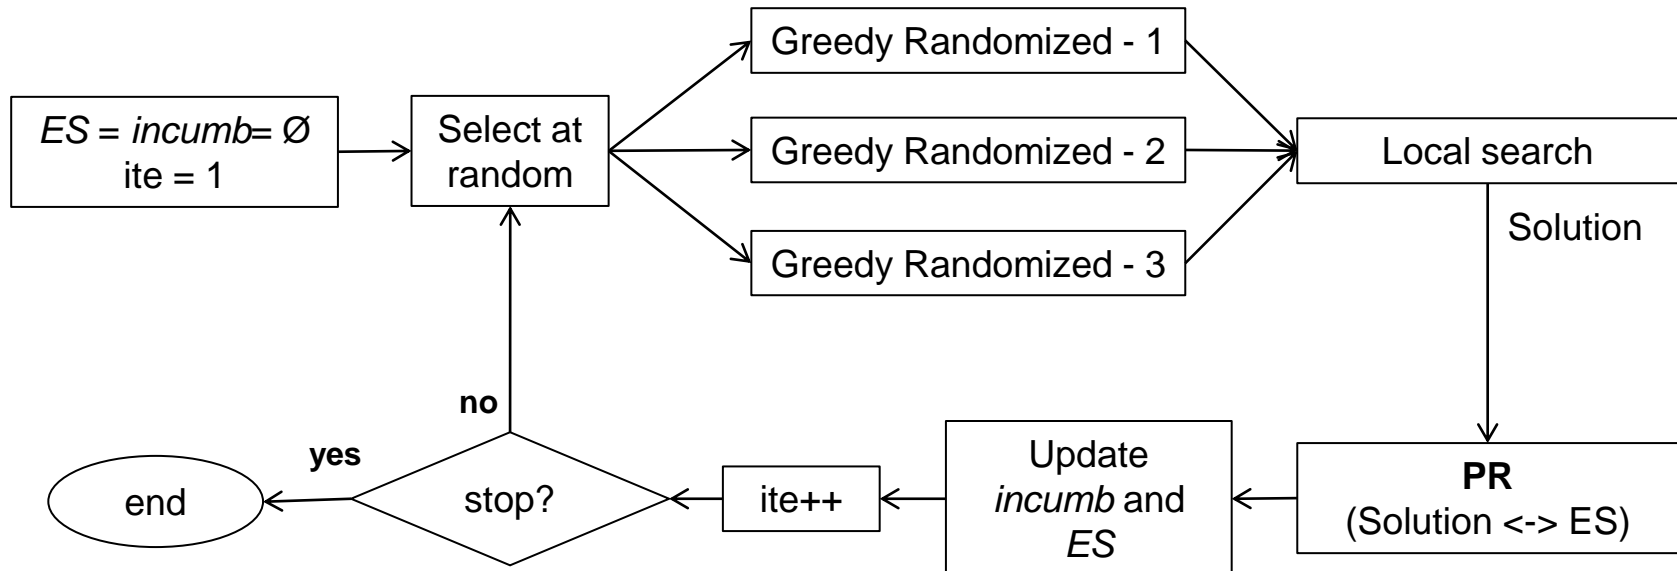 ES = incumb= Ø
ite = 1
Select at
random
Greedy Randomized - 1
Greedy Randomized - 2
Greedy Randomized - 3
Local search
Solution
PR
(Solution <-> ES)
Update
incumb and
ES
ite++
stop?
no
yes
end